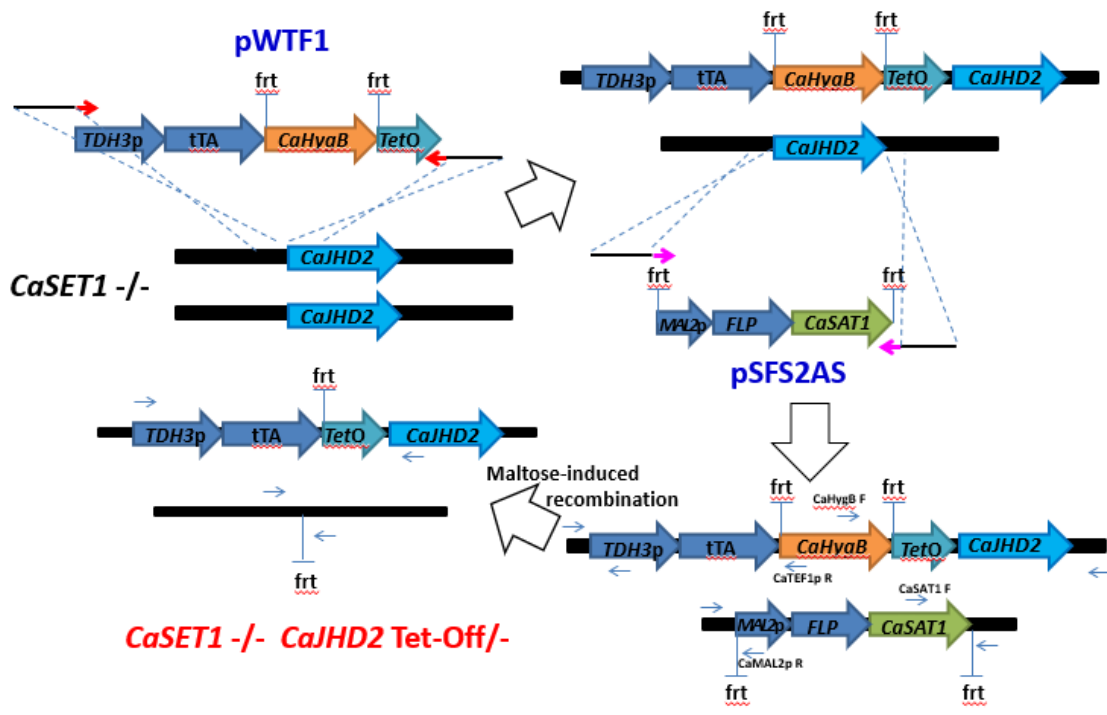 pWTF1
frt
frt
TDH3p
tTA
CaHygB
TetO
CaJHD2
CaJHD2
CaSET1 -/-
frt
frt
TDH3p
tTA
CaHygB
TetO
CaJHD2
CaJHD2
frt
frt
MAL2p
FLP
CaSAT1
pSFS2AS
frt
TDH3p
tTA
TetO
CaJHD2
frt
CaSET1 -/- CaJHD2 Tet-Off/-
Maltose-induced
recombination
frt
CaHygB F
frt
TDH3p
tTA
CaHygB
TetO
CaJHD2
CaTEF1p R
CaSAT1 F
MAL2p
FLP
CaSAT1
CaMAL2p R
frt
frt